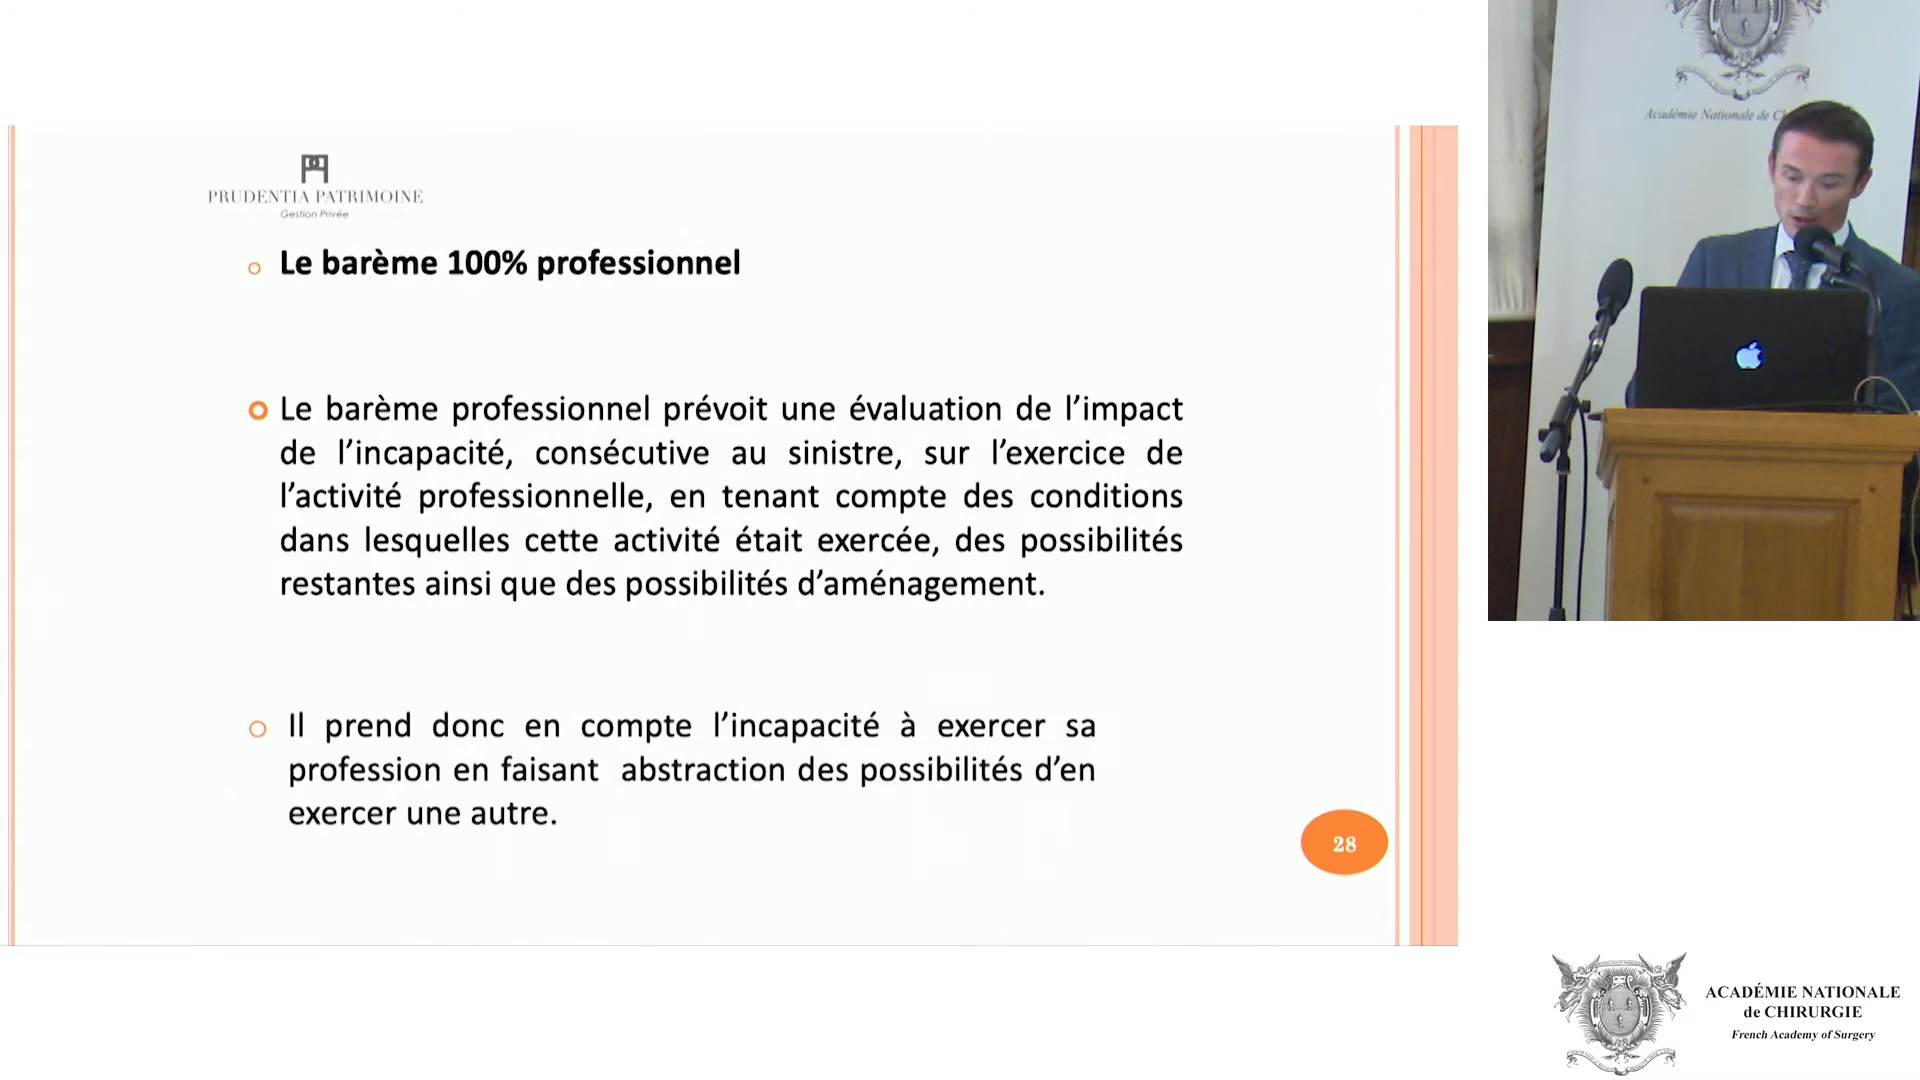 PRUDENTIA PATRIMOINE
Gestion Privée
Le barème 100% professionnel
Le barème professionnel prévoit une évaluation de l’impact
de l’incapacité, consécutive au sinistre, sur l’exercice de
l’activité professionnelle, en tenant compte des conditions
dans lesquelles cette activité était exercée, des possibilités
restantes ainsi que des possibilités d’aménagement.
Il prend donc en compte l’incapacité à exercer sa
profession en faisant abstraction des possibilités d’en
exercer une autre.
28
Académie Nationale de
ACADÉMIE NATIONALE
de CHIRURGIE
French Academy of Surgery